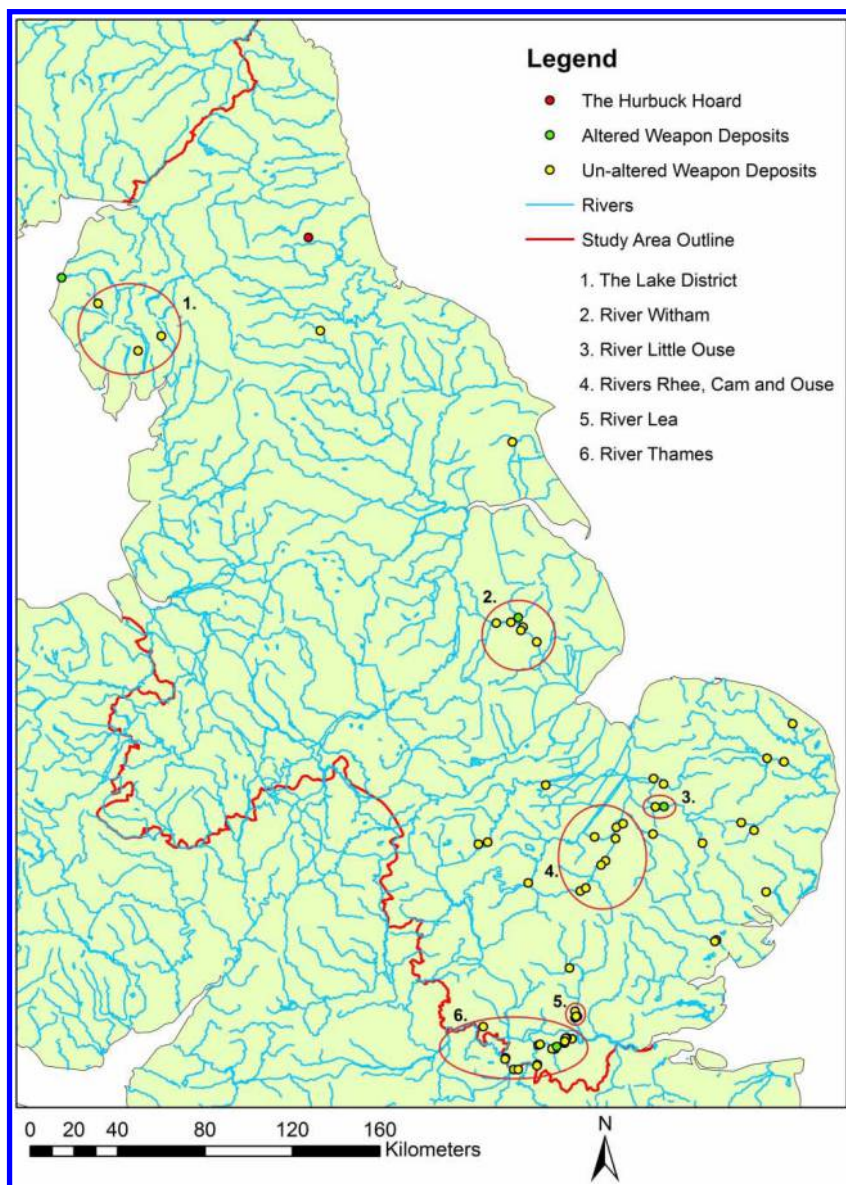 Legend
The Hurbuck Hoard
Altered Weapon Deposits
Un-altered Weapon Deposits
Rivers
Study Area Outline
1. The Lake District
2. River Witham
3. River Little Ouse
4. Rivers Rhee, Cam and Ouse
5. River Lea
6. River Thames
1.
2.
3.
4.
5.
6.
0 10 20 40 80 120 160
Kilometers
N